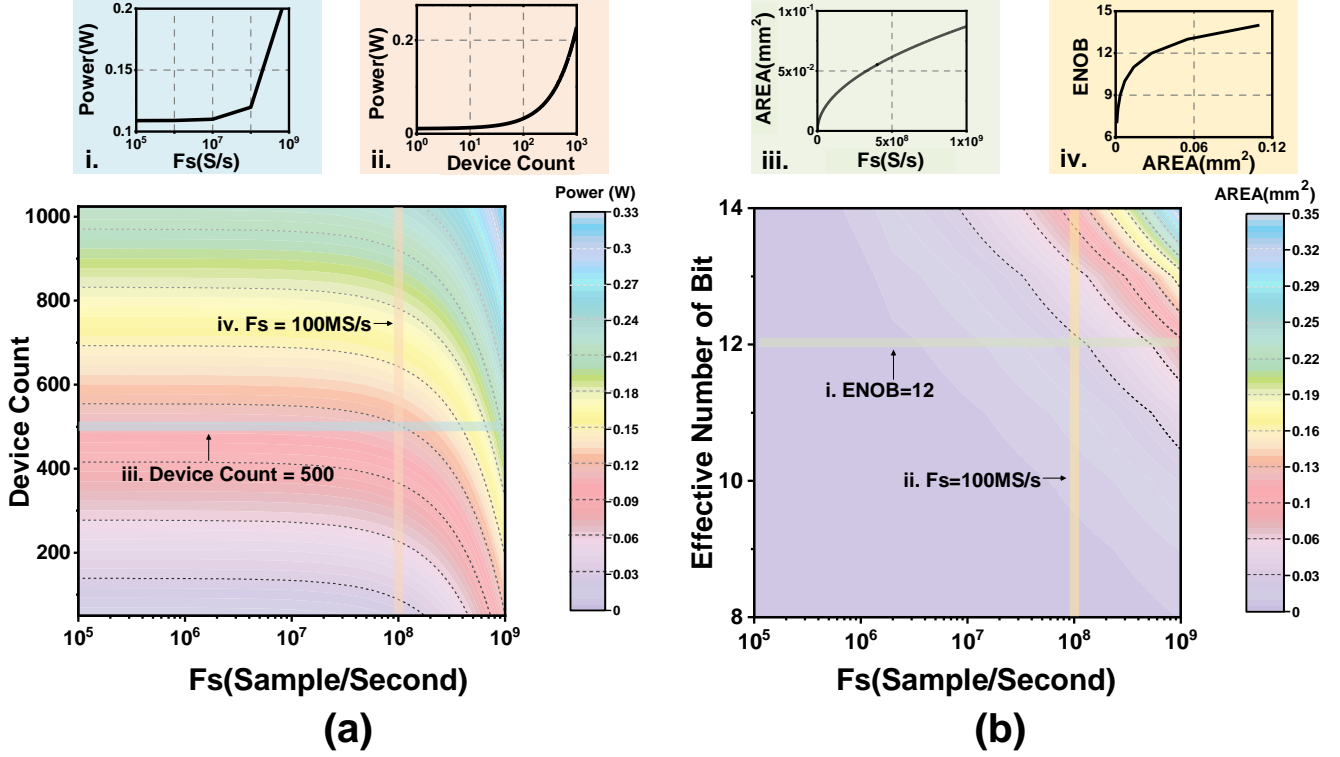 0.2
0.15
0.1
Power(W)
10^5
10^7
10^9
i.
Fs(S/s)
0.2
0
Power(W)
10^0
10^1
10^2
10^3
ii.
Device Count
1x10^-1
5x10^-2
0
AREA(mm^2)
0
5x10^8
1x10^9
iii.
Fs(S/s)
15
12
9
6
ENOB
0
0.06
0.12
iv.
AREA(mm^2)
Power (W)
0.33
0.3
0.27
0.24
0.21
0.18
0.15
0.12
0.09
0.06
0.03
0
1000
800
600
400
200
Device Count
iv. Fs = 100MS/s
iii. Device Count = 500
10^5
10^6
10^7
10^8
10^9
Fs(Sample/Second)
(a)
AREA(mm^2)
0.35
0.32
0.29
0.25
0.22
0.19
0.16
0.13
0.1
0.06
0.03
0
14
12
10
8
Effective Number of Bit
i. ENOB=12
ii. Fs=100MS/s
10^5
10^6
10^7
10^8
10^9
Fs(Sample/Second)
(b)